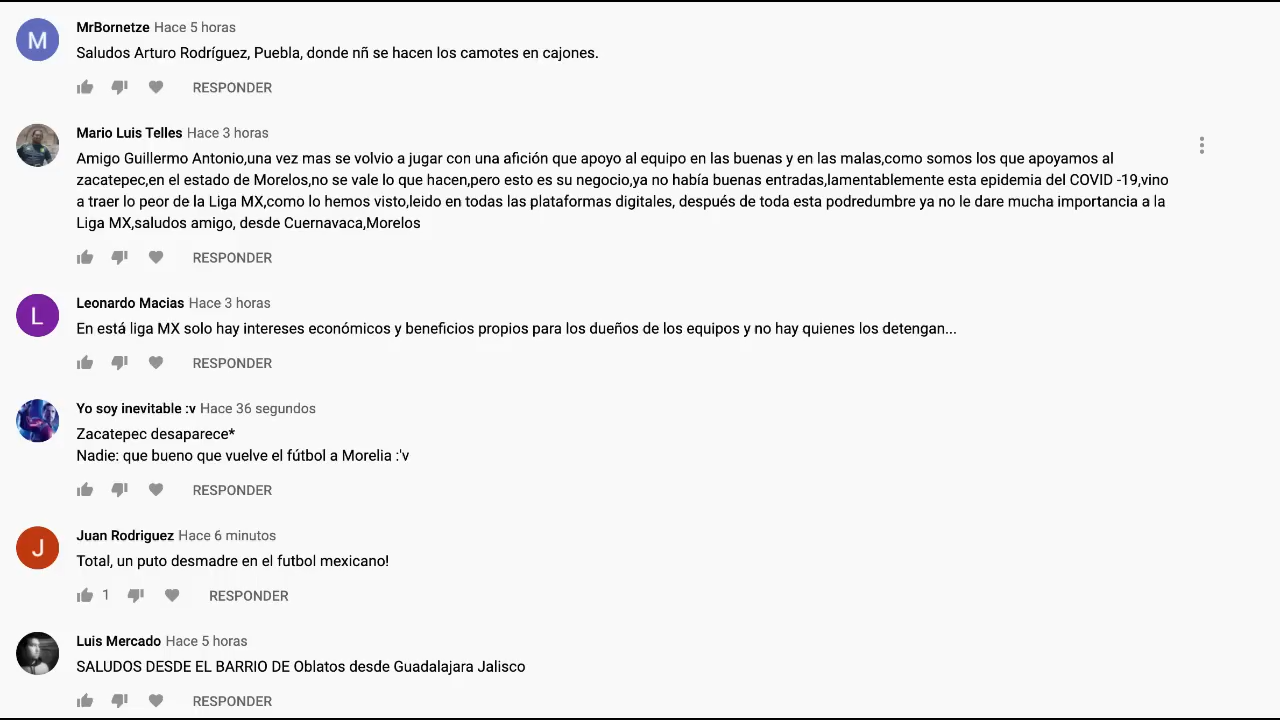 M
MrBornetze Hace 5 horas
Saludos Arturo Rodríguez, Puebla, donde nñ se hacen los camotes en cajones.
RESPONDER
Mario Luis Telles Hace 3 horas
Amigo Guillermo Antonio,una vez mas se volvio a jugar con una afición que apoyo al equipo en las buenas y en las malas,como somos los que apoyamos al
zacatepec,en el estado de Morelos,no se vale lo que hacen,pero esto es su negocio,ya no había buenas entradas,lamentablemente esta epidemia del COVID -19,vino
a traer lo peor de la Liga MX,como lo hemos visto,leido en todas las plataformas digitales, después de toda esta podredumbre ya no le dare mucha importancia a la
Liga MX,saludos amigo, desde Cuernavaca,Morelos
RESPONDER
L
Leonardo Macias Hace 3 horas
En está liga MX solo hay intereses económicos y beneficios propios para los dueños de los equipos y no hay quienes los detengan...
RESPONDER
Yo soy inevitable :v Hace 36 segundos
Zacatepec desaparece*
Nadie: que bueno que vuelve el fútbol a Morelia :'v
RESPONDER
J
Juan Rodriguez Hace 6 minutos
Total, un puto desmadre en el futbol mexicano!
1 RESPONDER
Luis Mercado Hace 5 horas
SALUDOS DESDE EL BARRIO DE Oblatos desde Guadalajara Jalisco
RESPONDER